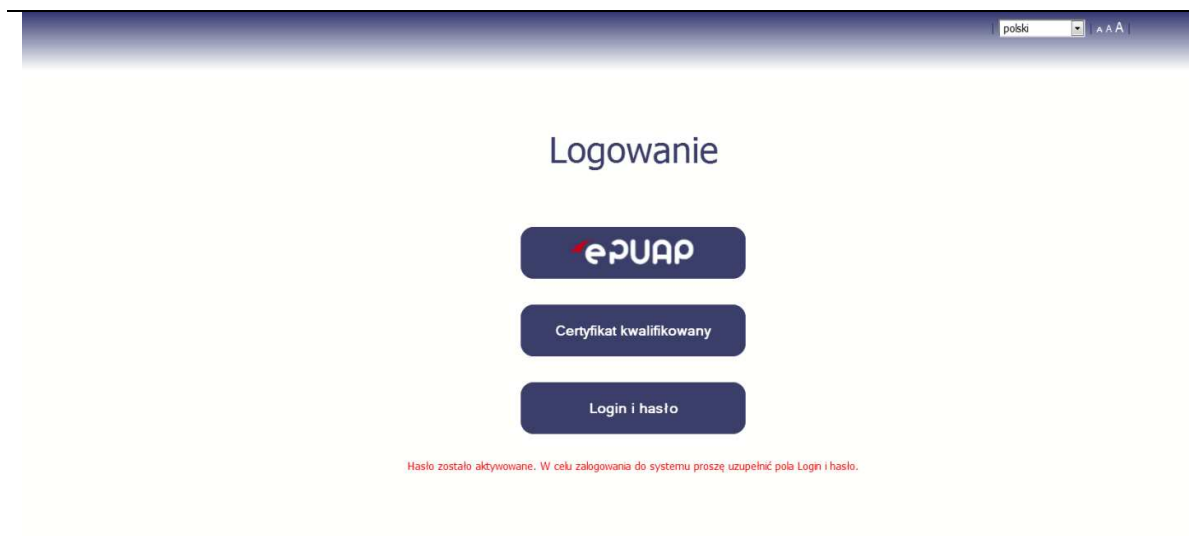 polski | A A A |
Logowanie
ePUAP
Certyfikat kwalifikowany
Login i hasło
Hasło zostało aktywowane. W celu zalogowania do systemu proszę uzupełnić pola Login i hasło.